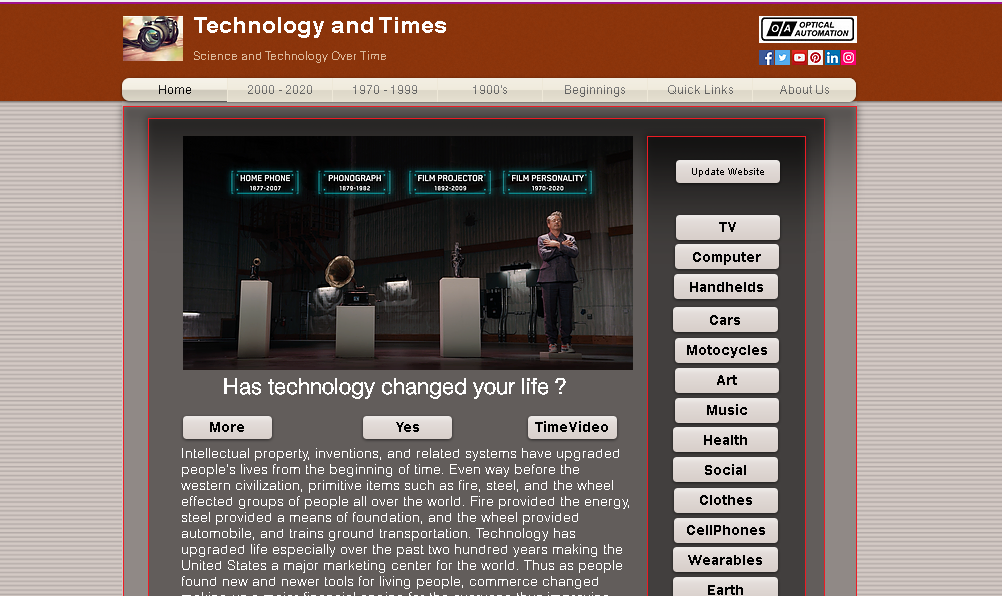 Technology and Times
Science and Technology Over Time
OA OPTICAL
AUTOMATION
Home 2000 - 2020 1970 - 1999 1900's Beginnings Quick Links About Us
HOME PHONE
1877-2007
PHONOGRAPH
1879-1982
FILM PROJECTOR
1892-2009
FILM PERSONALITY
1970-2020
Has technology changed your life ?
More Yes TimeVideo
Intellectual property, inventions, and related systems have upgraded
people's lives from the beginning of time. Even way before the
western civilization, primitive items such as fire, steel, and the wheel
effected groups of people all over the world. Fire provided the energy,
steel provided a means of foundation, and the wheel provided
automobile, and trains ground transportation. Technology has
upgraded life especially over the past two hundred years making the
United States a major marketing center for the world. Thus as people
found new and newer tools for living people, commerce changed
Update Website
TV
Computer
Handhelds
Cars
Motocycles
Art
Music
Health
Social
Clothes
CellPhones
Wearables
Earth